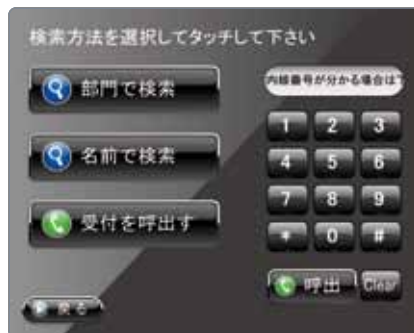 検索方法を選択してタッチして下さい
部門で検索
名前で検索
受付を呼出す
戻る
内線番号が分かる場合は
1 2 3
4 5 6
7 8 9
* 0 #
呼出 Clear